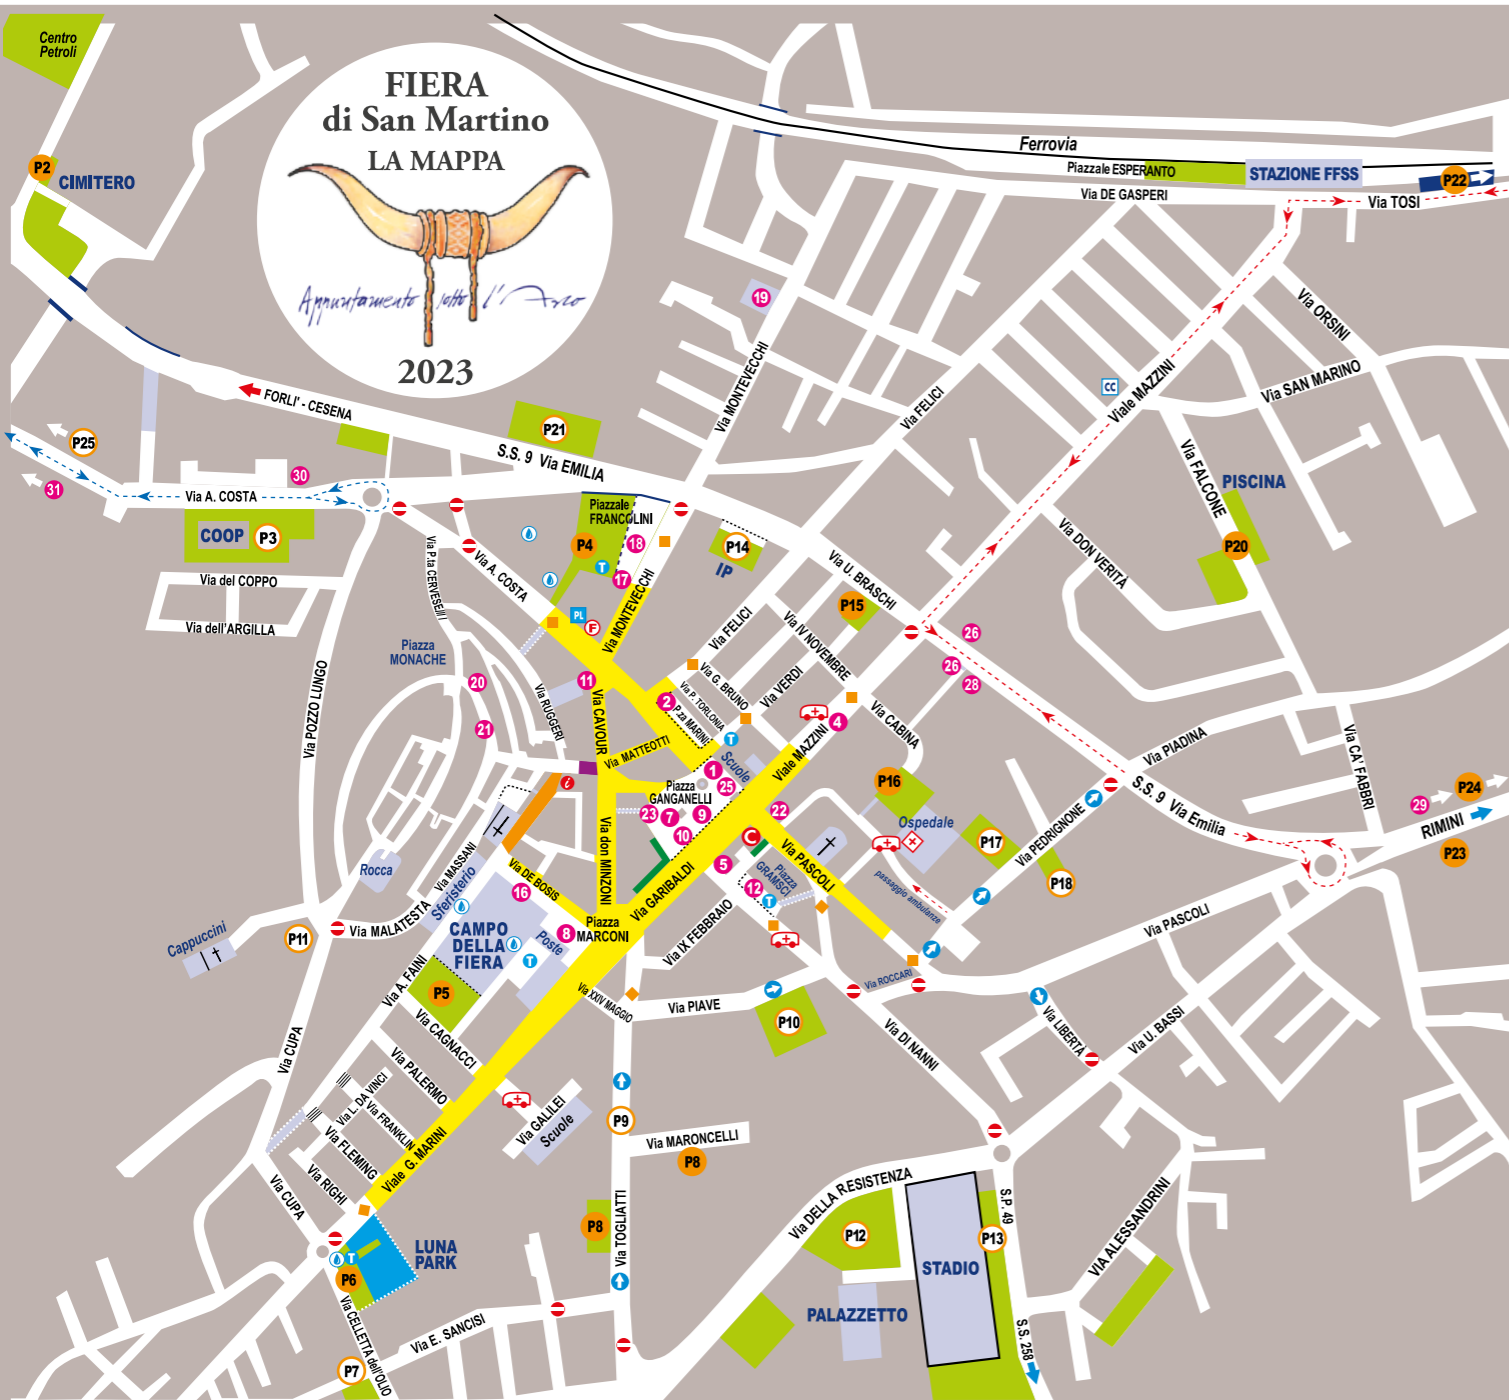 Centro
Petroli
FIERA
di San Martino
LA MAPPA
Appuntamento sotto l'Arco
2023
P2
CIMITERO
Ferrovia
Piazzale ESPERANTO
STAZIONE FFSS
P22
Via DE GASPERI
Via TOSI
19
Via ORSINI
Via MONTEVECCHI
Via SAN MARINO
CC
Viale MAZZINI
Via FELICI
FORLI' - CESENA
P21
P25
S.S. 9 Via EMILIA
30
31
Via A. COSTA
Via FALCONE
PISCINA
COOP
P3
Piazzale
FRANCOLINI
18
P4
T
17
P14
IP
P20
Via DON VERITÀ
Via A. COSTA
Via P.ta CERVESE///I
Via del COPPO
Via dell'ARGILLA
Via U. BRASCHI
P15
PL
F
Via MONTEVECCHI
Via FELICI
Via IV NOVEMBRE
26
26
28
Piazza
MONACHE
20
21
Via POZZO LUNGO
11
Via RUGGERI
Via CAVOUR
2
Via G. BRUNO
Via P. TORLONIA
P.za MARINI
Via VERDI
T
4
Via CABINA
Via MATTEOTTI
Scuole
Viale MAZZINI
Via PIADINA
Via CA' FABBRI
i
1
25
Piazza
GANGANELLI
23
7
9
10
22
P16
Ospedale
S.S. 9 Via Emilia
P24
29
RIMINI
P23
P17
Via PEDRIGNONE
P18
C
5
Via PASCOLI
Piazza
GRAMSCI
12
T
passaggio ambulanze
Via don MINZONI
Via GARIBALDI
Rocca
Via MASSANI
Sferisterio
Via DE BOSIS
16
Cappuccini
P11
Via MALATESTA
CAMPO
DELLA
FIERA
T
8
Piazza
MARCONI
Poste
Via IX FEBBRAIO
Via PASCOLI
Via ROCCARI
Via A. FAINI
P5
Via XXIV MAGGIO
Via PIAVE
P10
Via CAGNACCI
Via DI NANNI
Via LIBERTÀ
Via U. BASSI
Via CUPA
Via PALERMO
Via L. DA VINCI
Via FRANKLIN
Via FLEMING
Via RIGHI
Via GALILEI
Scuole
P9
Via MARONCELLI
P8
Viale G. MARINI
Via CUPA
Via DELLA RESISTENZA
S.P. 49
VIA ALESSANDRINI
P8
Via TOGLIATTI
P12
P13
LUNA
PARK
T
P6
STADIO
PALAZZETTO
Via E. SANCISI
Via CELLETTA dell'OLIO
P7
S.S. 258